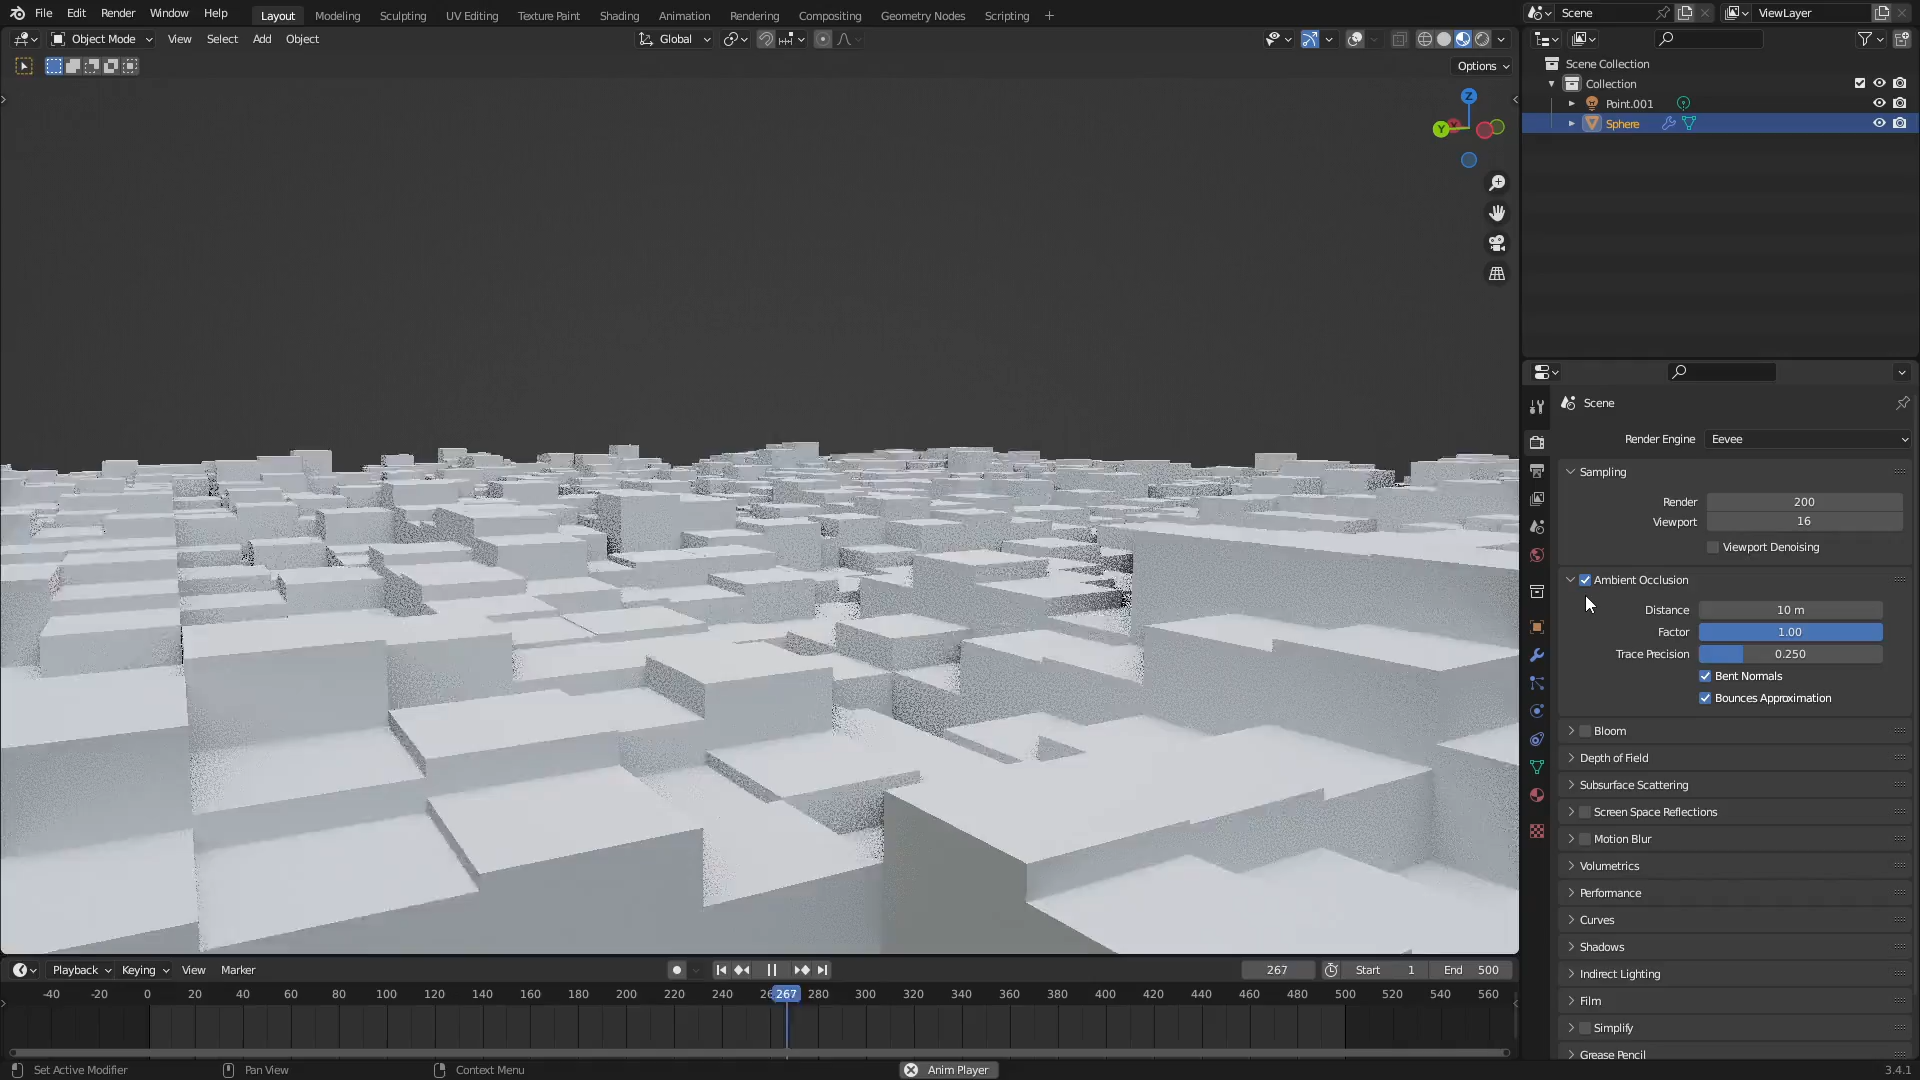 File Edit Render Window Help Layout Modeling Sculpting UV Editing Texture Paint Shading Animation Rendering Compositing Geometry Nodes Scripting + Scene ViewLayer
Object Mode View Select Add Object Global
Options
Scene Collection
Collection
Point.001
Sphere
Z
Y
Scene
Render Engine Eevee
Sampling
Render 200
Viewport 16
Viewport Denoising
Ambient Occlusion
Distance 10 m
Factor 1.00
Trace Precision 0.250
Bent Normals
Bounces Approximation
Bloom
Depth of Field
Subsurface Scattering
Screen Space Reflections
Motion Blur
Volumetrics
Performance
Curves
Shadows
Indirect Lighting
Film
Simplify
Grease Pencil
Playback Keying View Marker 267 Start 1 End 500
-40 -20 0 20 40 60 80 100 120 140 160 180 200 220 240 267 280 300 320 340 360 380 400 420 440 460 480 500 520 540 560
Set Active Modifier Pan View Context Menu Anim Player 3.4.1